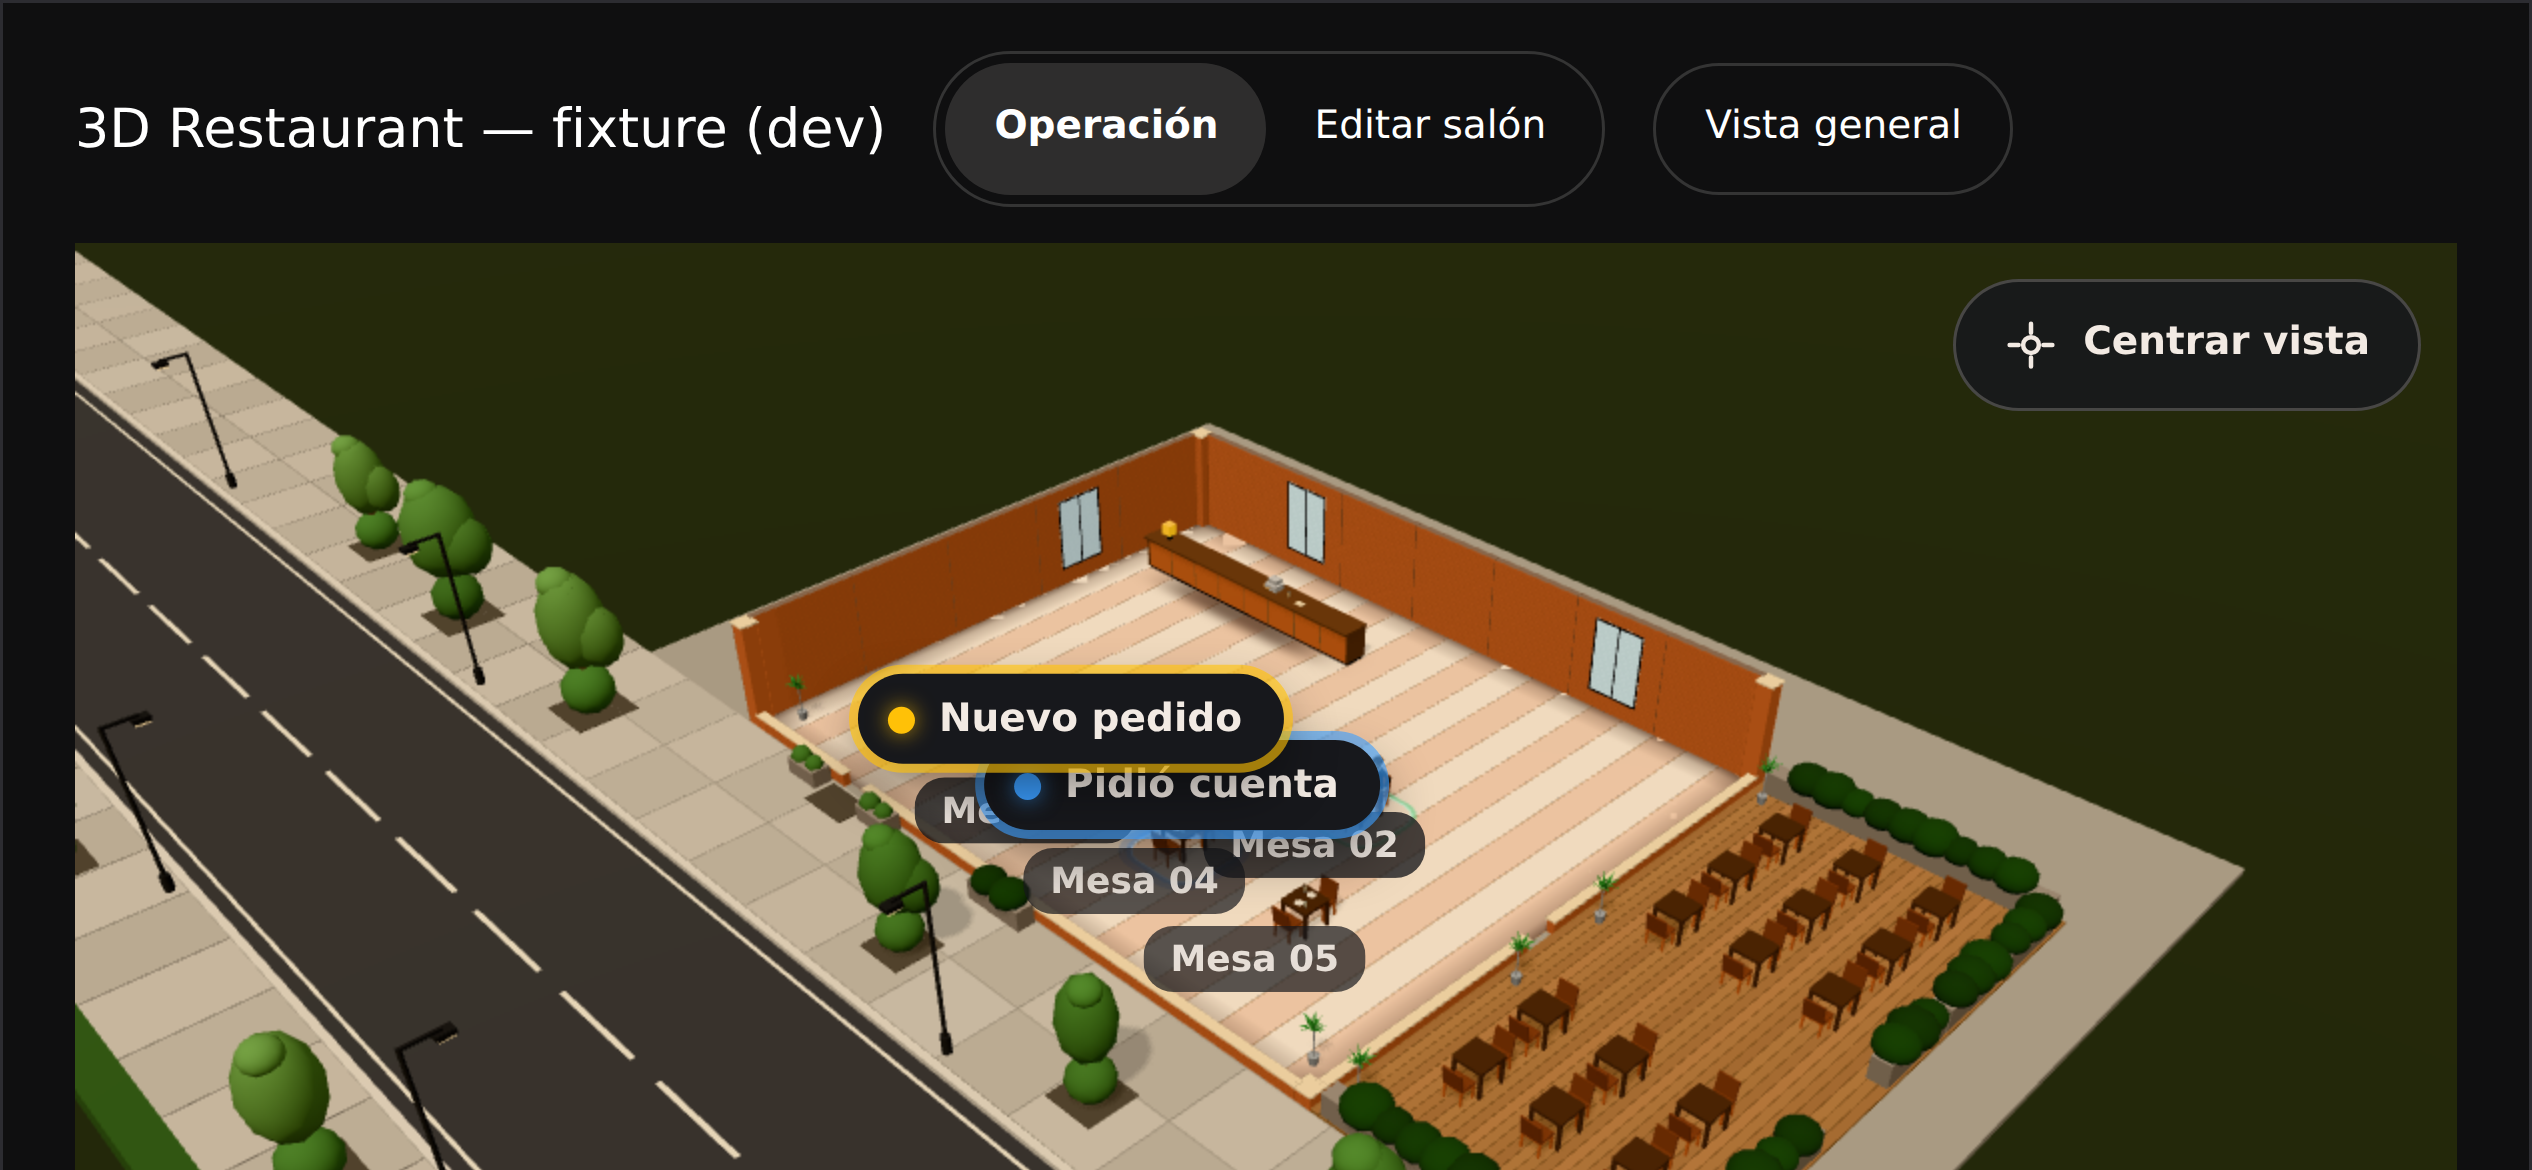 3D Restaurant — fixture (dev)
Operación
Editar salón
Vista general
Centrar vista
Nuevo pedido
Pidió cuenta
Mesa 02
Mesa 04
Mesa 05